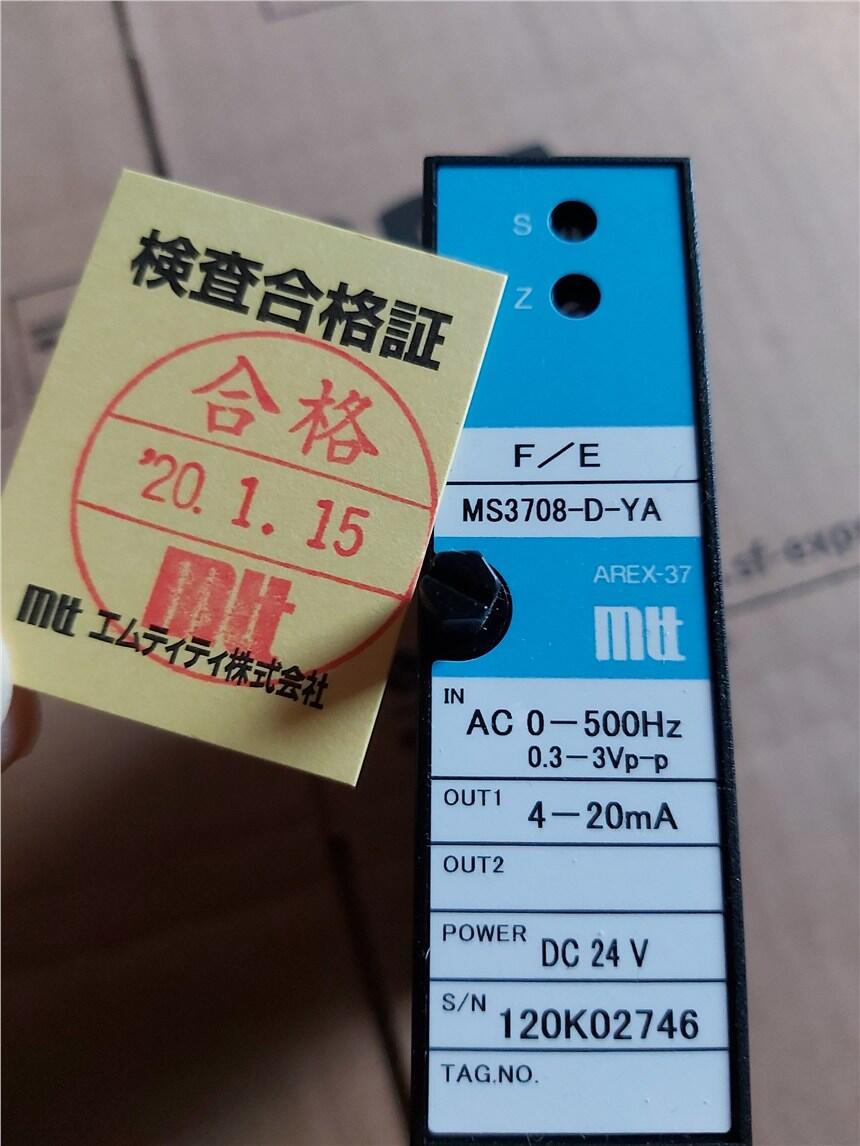 検査合格証
合格
'20. 1. 15
mtt
mtt エムティティ株式会社
S
Z
F/E
MS3708-D-YA
AREX-37
mtt
IN
AC 0-500Hz
0.3-3Vp-p
OUT1 4-20mA
OUT2
POWER DC 24 V
S/N 120K02746
TAG.NO.